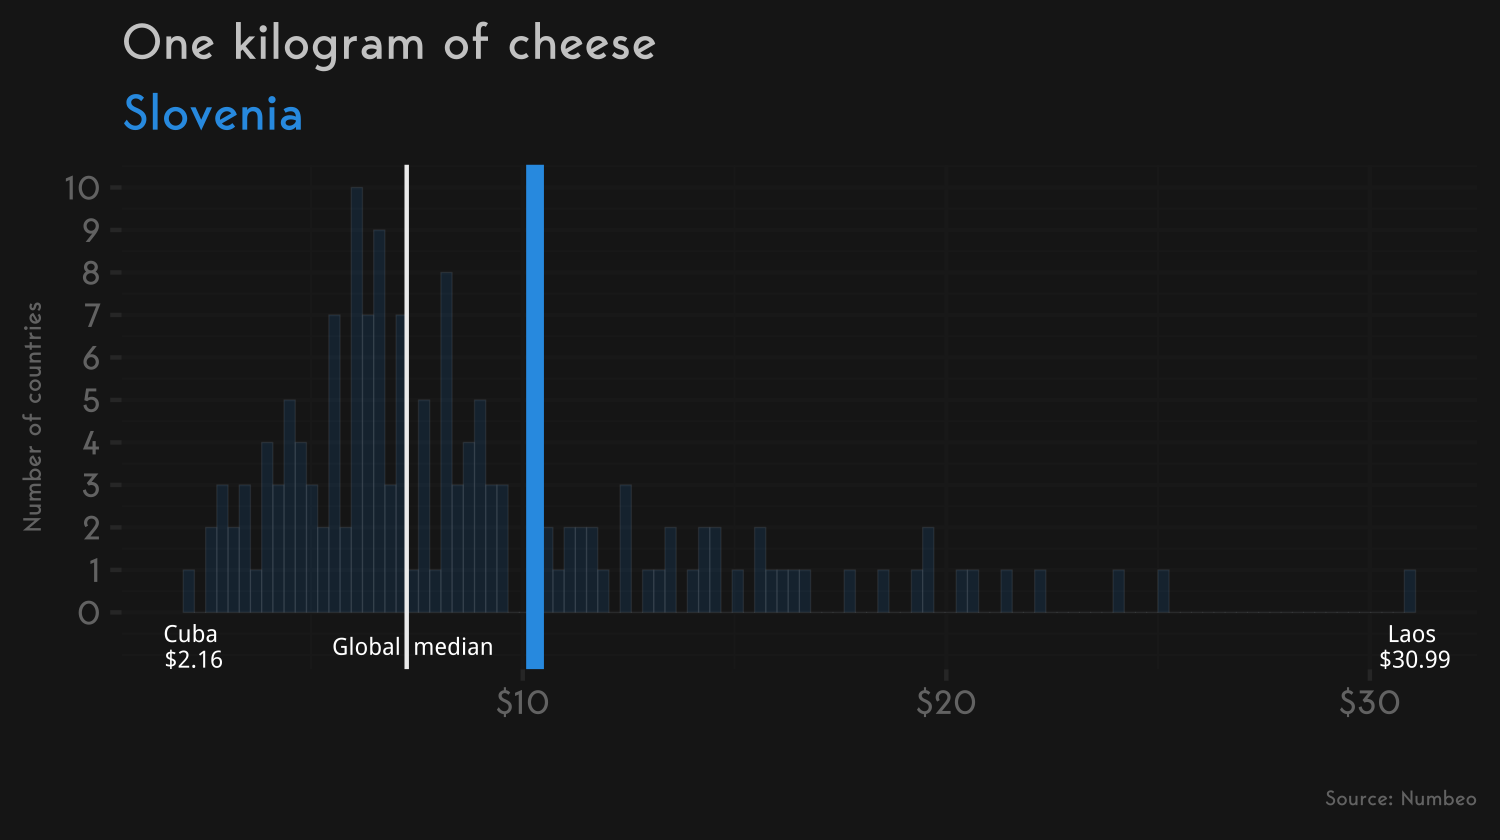 One kilogram of cheese
Slovenia
Number of countries
10
9
8
7
6
5
4
3
2
1
0
Cuba
$2.16
Global median
Laos
$30.99
$10 $20 $30
Source: Numbeo